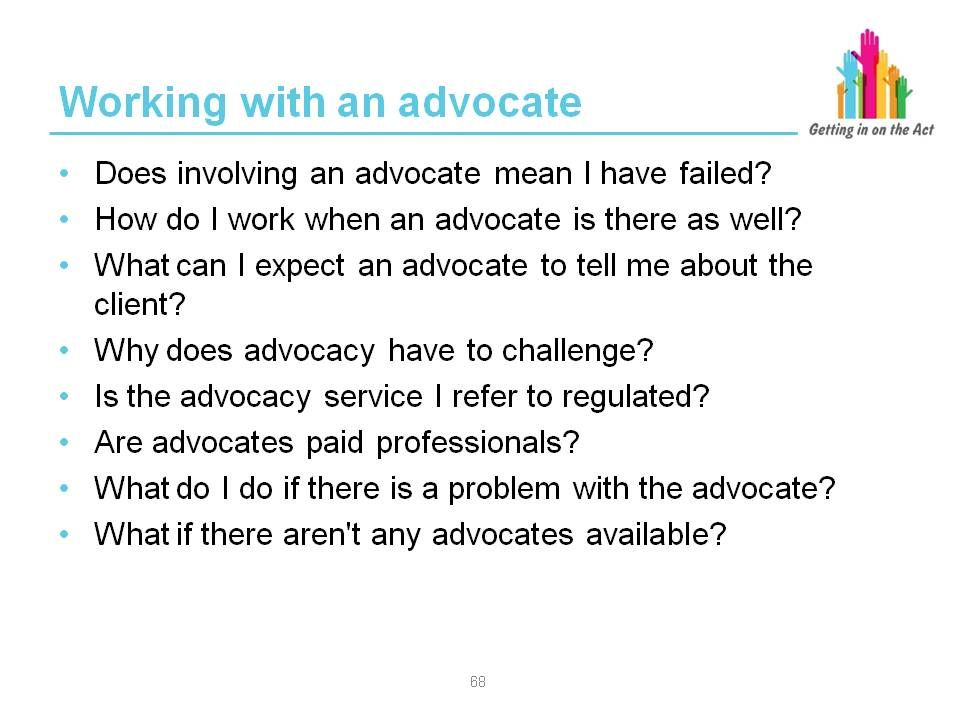 Getting in on the Act
Working with an advocate
• Does involving an advocate mean I have failed?
• How do I work when an advocate is there as well?
• What can I expect an advocate to tell me about the
client?
• Why does advocacy have to challenge?
• Is the advocacy service I refer to regulated?
• Are advocates paid professionals?
• What do I do if there is a problem with the advocate?
• What if there aren't any advocates available?
68